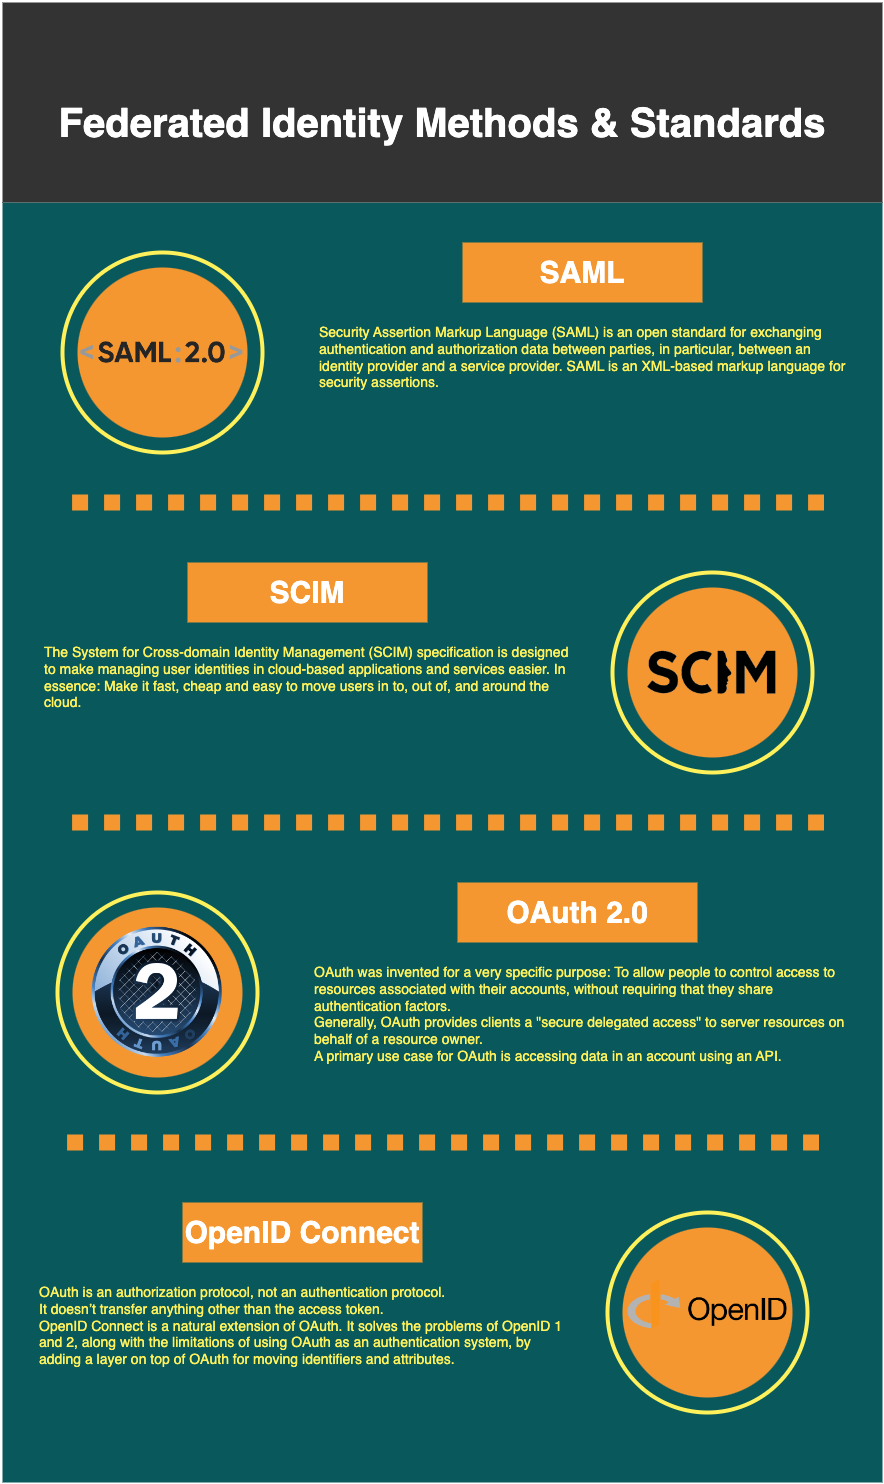 Federated Identity Methods & Standards
SAML
<SAML:2.0>
Security Assertion Markup Language (SAML) is an open standard for exchanging
authentication and authorization data between parties, in particular, between an
identity provider and a service provider. SAML is an XML-based markup language for
security assertions.
SCIM
SCIM
The System for Cross-domain Identity Management (SCIM) specification is designed
to make managing user identities in cloud-based applications and services easier. In
essence: Make it fast, cheap and easy to move users in to, out of, and around the
cloud.
OAuth 2.0
OAUTH
2
OAUTH
OAuth was invented for a very specific purpose: To allow people to control access to
resources associated with their accounts, without requiring that they share
authentication factors.
Generally, OAuth provides clients a "secure delegated access" to server resources on
behalf of a resource owner.
A primary use case for OAuth is accessing data in an account using an API.
OpenID Connect
OAuth is an authorization protocol, not an authentication protocol.
It doesn't transfer anything other than the access token.
OpenID Connect is a natural extension of OAuth. It solves the problems of OpenID 1
and 2, along with the limitations of using OAuth as an authentication system, by
adding a layer on top of OAuth for moving identifiers and attributes.
OpenID